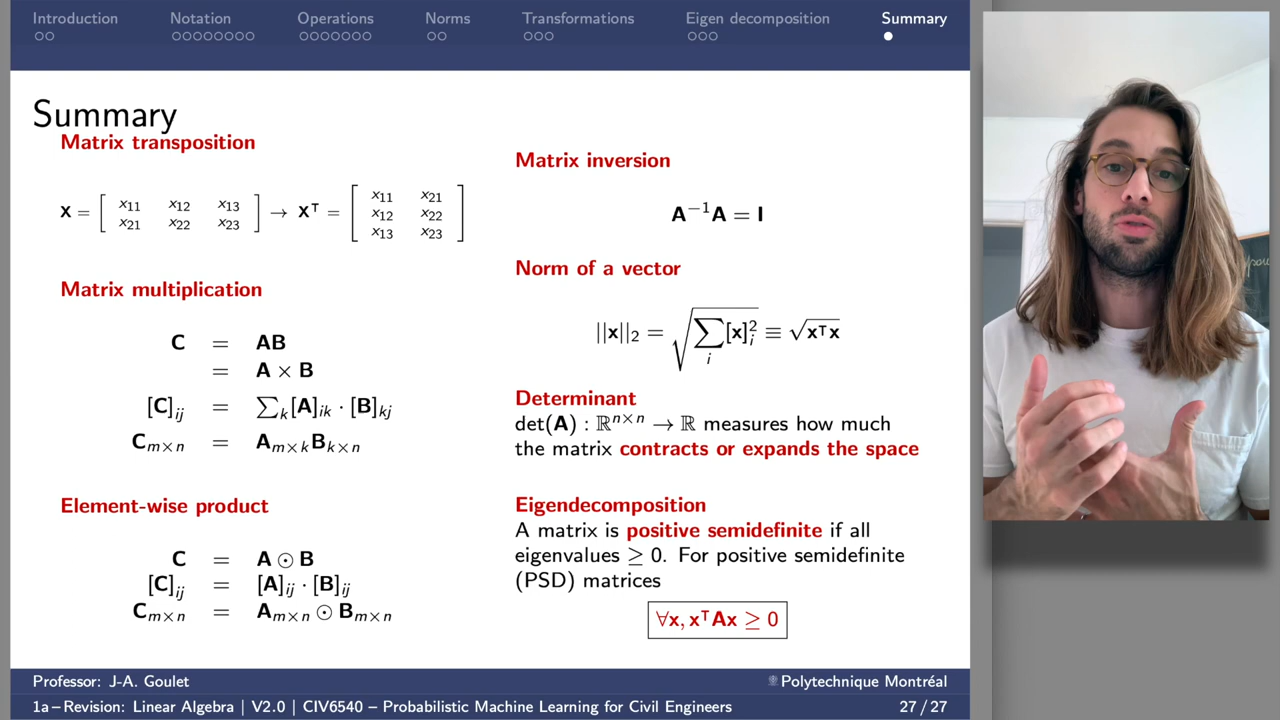 Introduction Notation Operations Norms Transformations Eigen decomposition Summary
Summary
Matrix transposition
X = [ x11 x12 x13
x21 x22 x23 ] → X⊤ = [ x11 x21
x12 x22
x13 x23 ]
Matrix multiplication
C = AB
= A × B
[C]ij = ∑k[A]ik · [B]kj
Cm×n = Am×kBk×n
Element-wise product
C = A ⊙ B
[C]ij = [A]ij · [B]ij
Cm×n = Am×n ⊙ Bm×n
Matrix inversion
A−1A = I
Norm of a vector
||x||2 = √∑i[x]i² ≡ √x⊤x
Determinant
det(A) : ℝn×n → ℝ measures how much
the matrix contracts or expands the space
Eigendecomposition
A matrix is positive semidefinite if all
eigenvalues ≥ 0. For positive semidefinite
(PSD) matrices
∀x, x⊤Ax ≥ 0
Professor: J-A. Goulet Polytechnique Montréal
1a – Revision: Linear Algebra | V2.0 | CIV6540 – Probabilistic Machine Learning for Civil Engineers 27 / 27